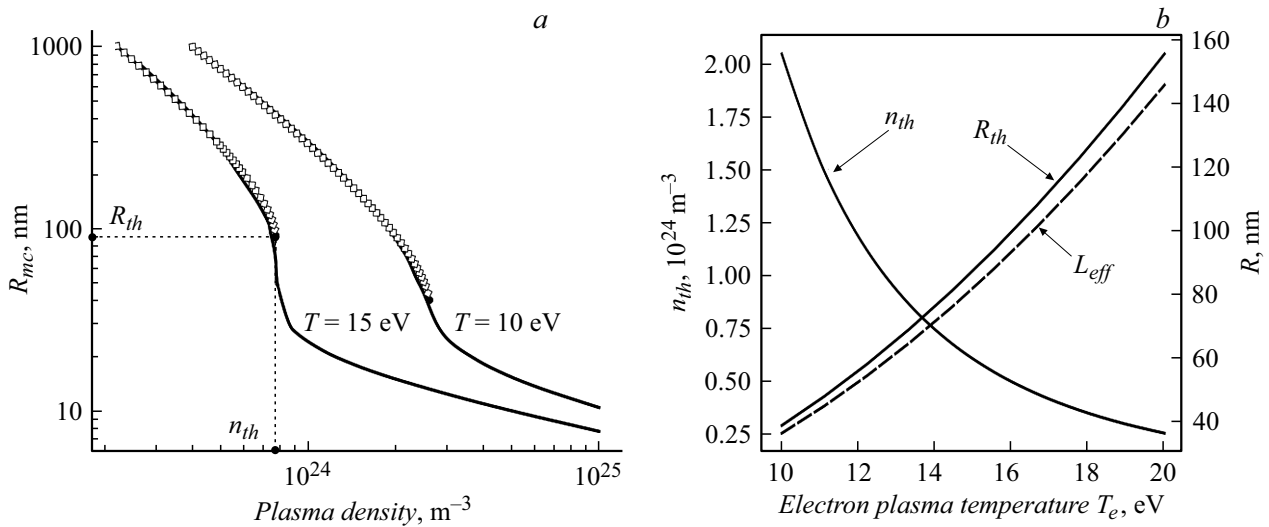 a
1000
100
10
R_mc, nm
R_th
n_th
T = 15 eV
T = 10 eV
10^24
10^25
Plasma density, m^–3
b
2.00
1.75
1.50
1.25
1.00
0.75
0.50
0.25
n_th, 10^24 m^–3
n_th
R_th
L_eff
160
140
120
100
80
60
40
R, nm
10
12
14
16
18
20
Electron plasma temperature T_e, eV